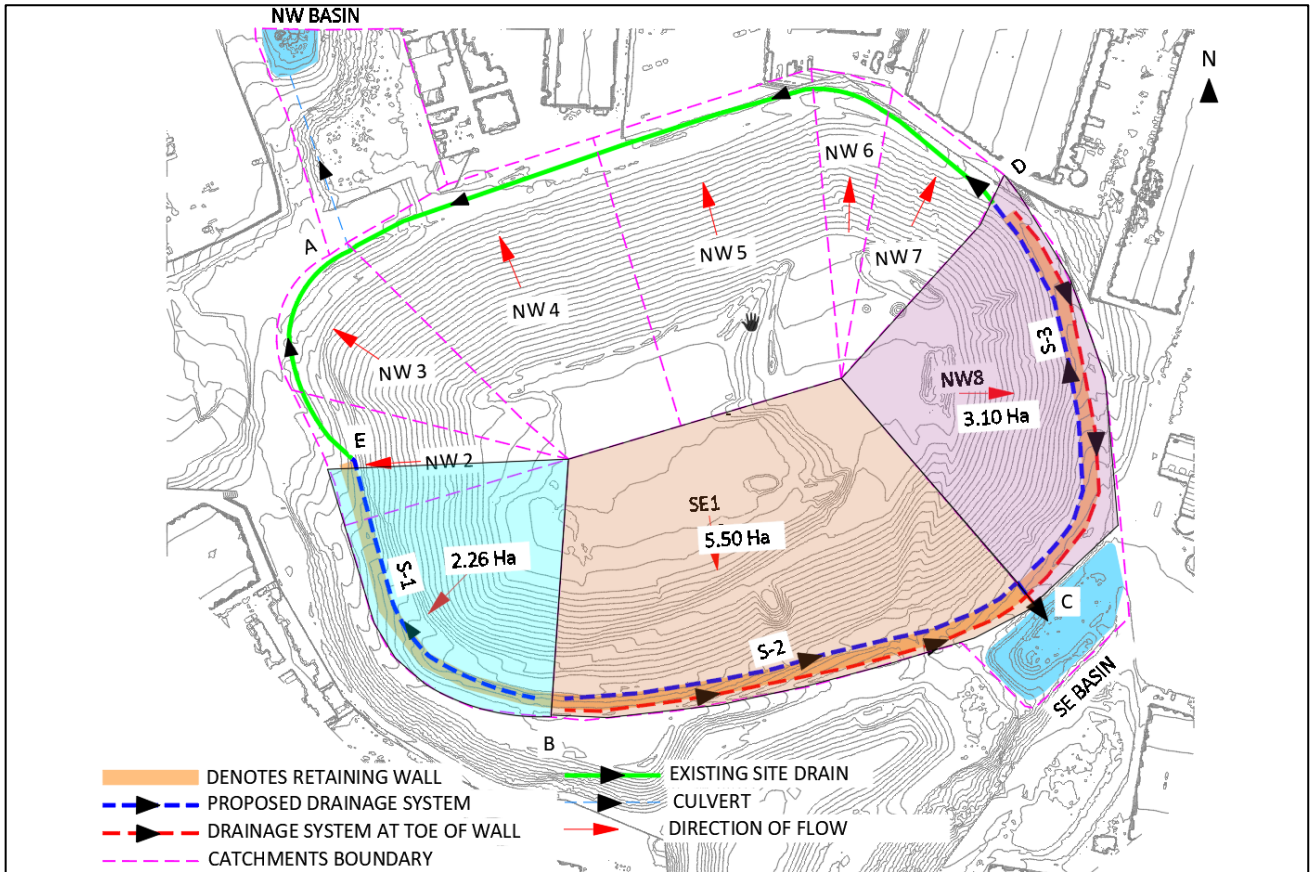 NW BASIN
N
NW 6
D
A
NW 5
NW 7
NW 4
S-3
NW 3
NW8
3.10 Ha
E
NW 2
SE1
5.50 Ha
2.26 Ha
S-1
C
S-2
SE BASIN
B
DENOTES RETAINING WALL
PROPOSED DRAINAGE SYSTEM
DRAINAGE SYSTEM AT TOE OF WALL
CATCHMENTS BOUNDARY
EXISTING SITE DRAIN
CULVERT
DIRECTION OF FLOW